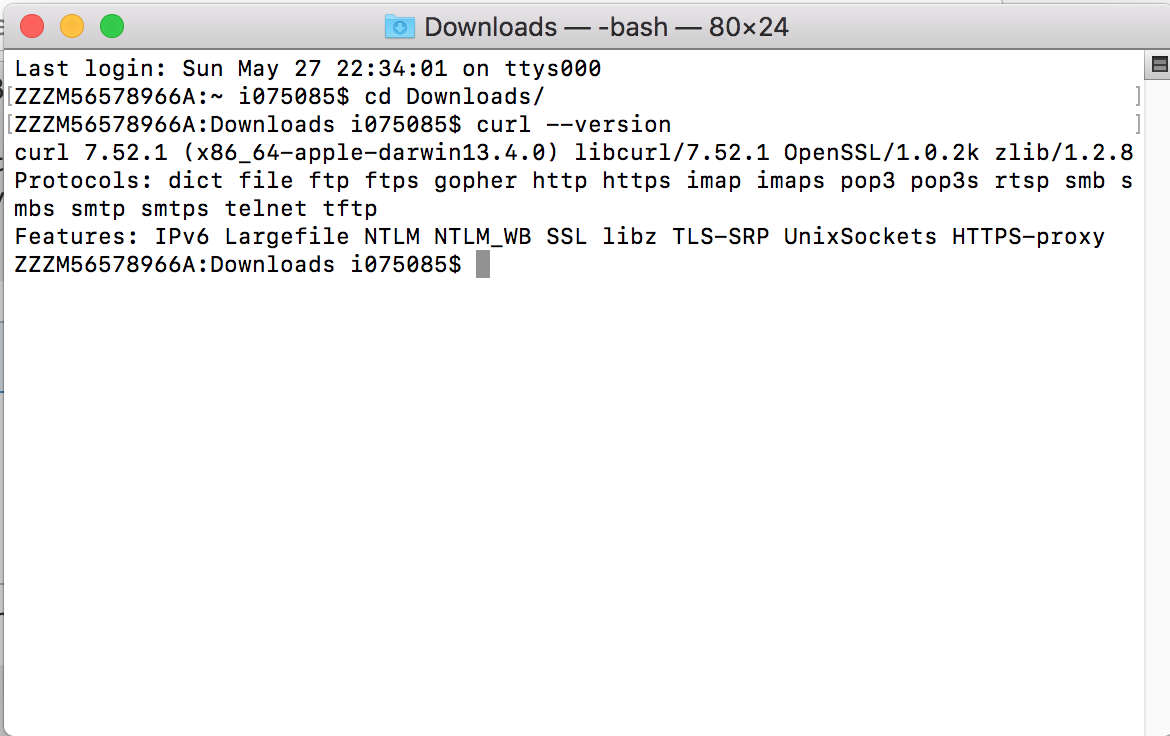 Downloads — -bash — 80×24
Last login: Sun May 27 22:34:01 on ttys000
[ZZZM56578966A:~ i075085$ cd Downloads/ ]
[ZZZM56578966A:Downloads i075085$ curl --version ]
curl 7.52.1 (x86_64-apple-darwin13.4.0) libcurl/7.52.1 OpenSSL/1.0.2k zlib/1.2.8
Protocols: dict file ftp ftps gopher http https imap imaps pop3 pop3s rtsp smb s
mbs smtp smtps telnet tftp
Features: IPv6 Largefile NTLM NTLM_WB SSL libz TLS-SRP UnixSockets HTTPS-proxy
ZZZM56578966A:Downloads i075085$